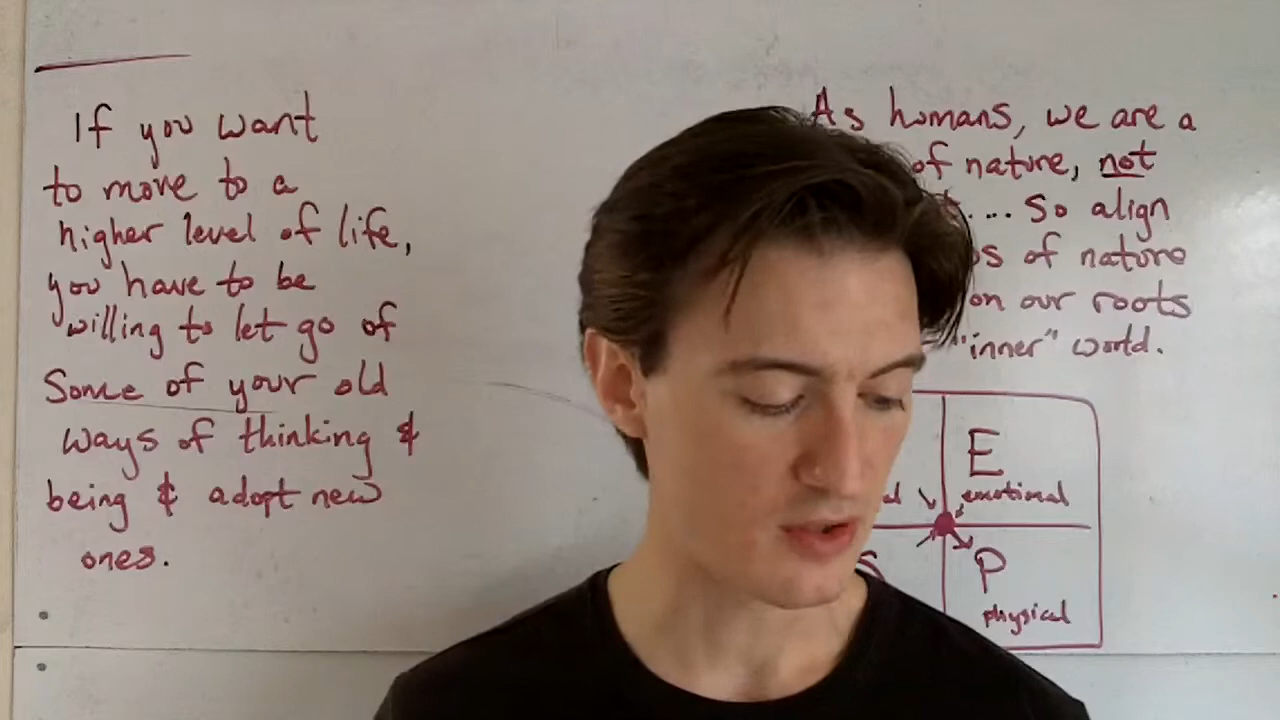 If you want
to move to a
higher level of life,
you have to be
willing to let go of
Some of your old
ways of thinking &
being & adopt new
ones.
As humans, we are a
of nature, not
.... So align
of nature
on our roots
"inner" world.
E
emotional
P
physical